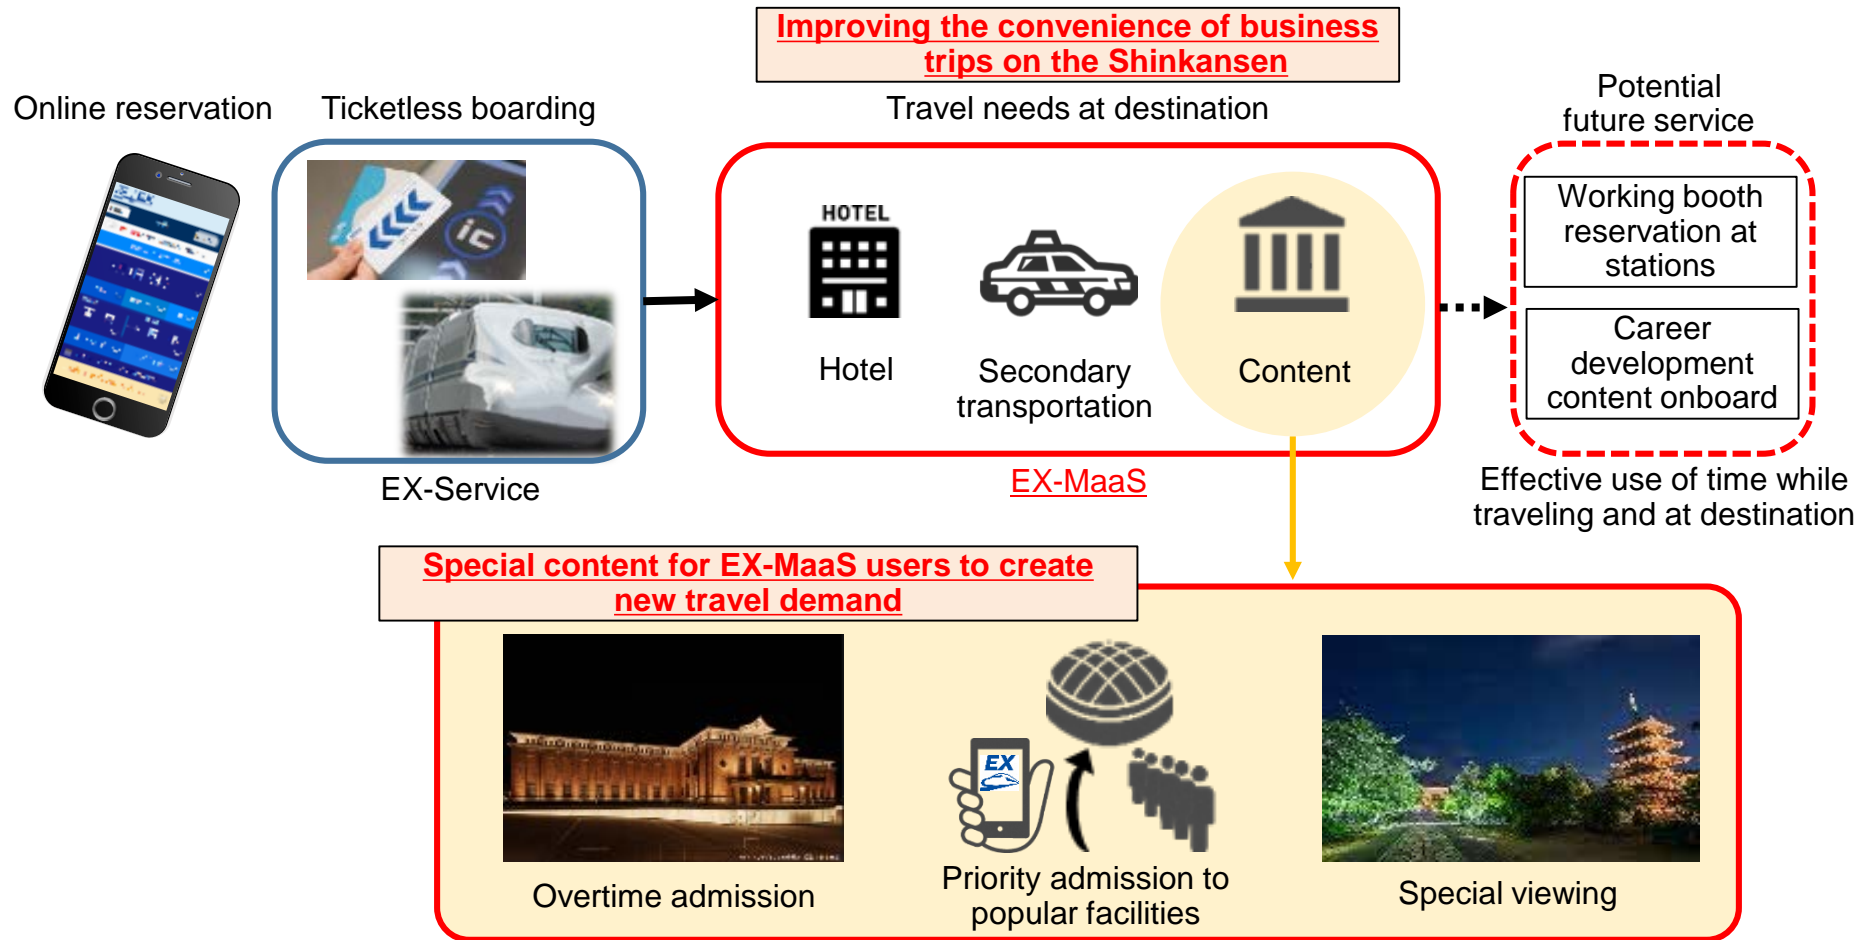 Improving the convenience of business
trips on the Shinkansen
Online reservation
Ticketless boarding
Travel needs at destination
Potential
future service
ic
HOTEL
Hotel
Secondary
transportation
Content
Working booth
reservation at
stations
Career
development
content onboard
EX-Service
EX-MaaS
Effective use of time while
traveling and at destination
Special content for EX-MaaS users to create
new travel demand
EX
Overtime admission
Priority admission to
popular facilities
Special viewing